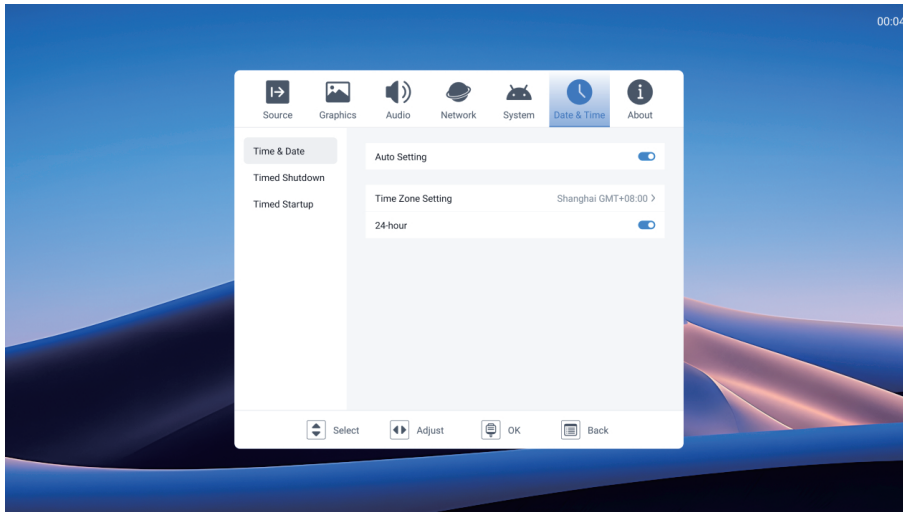 00:04
Source Graphics Audio Network System Date & Time About
Time & Date
Timed Shutdown
Timed Startup
Auto Setting
Time Zone Setting Shanghai GMT+08:00 >
24-hour
Select Adjust OK Back